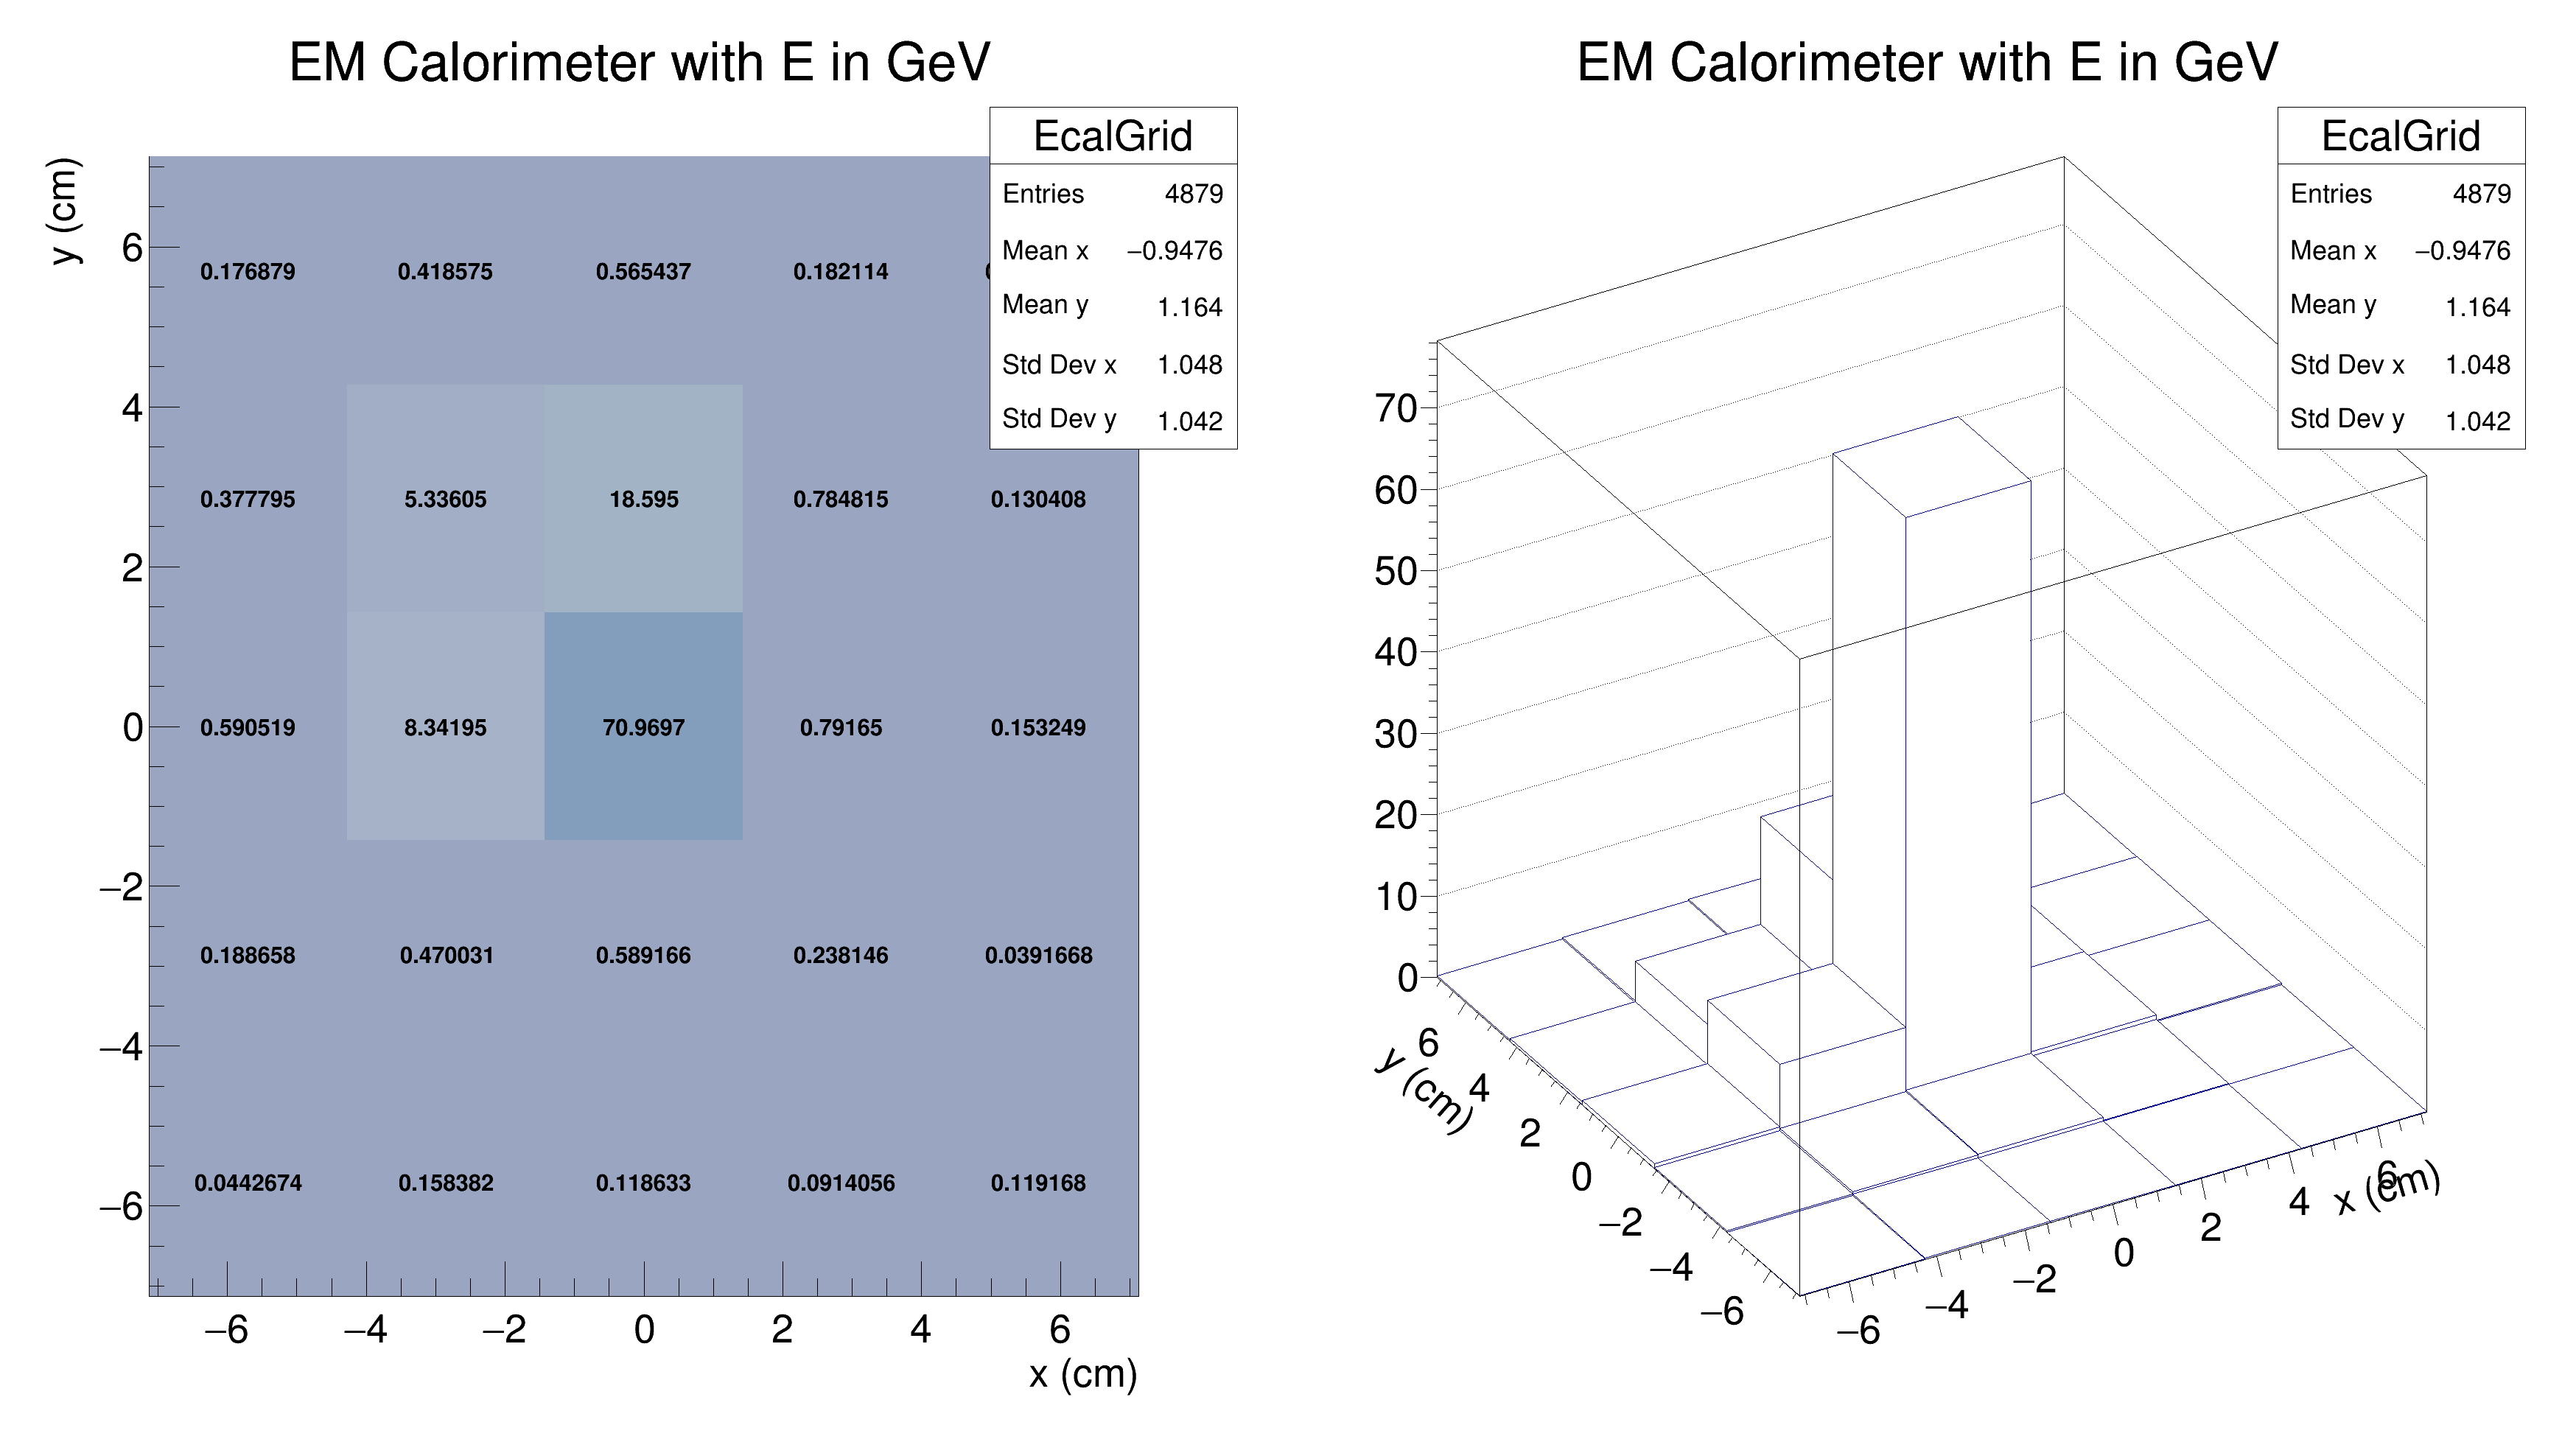 EM Calorimeter with E in GeV
EcalGrid
Entries 4879
Mean x −0.9476
Mean y 1.164
Std Dev x 1.048
Std Dev y 1.042
y (cm)
6
4
2
0
−2
−4
−6
0.176879 0.418575 0.565437 0.182114
0.377795 5.33605 18.595 0.784815 0.130408
0.590519 8.34195 70.9697 0.79165 0.153249
0.188658 0.470031 0.589166 0.238146 0.0391668
0.0442674 0.158382 0.118633 0.0914056 0.119168
−6 −4 −2 0 2 4 6
x (cm)
EM Calorimeter with E in GeV
EcalGrid
Entries 4879
Mean x −0.9476
Mean y 1.164
Std Dev x 1.048
Std Dev y 1.042
70
60
50
40
30
20
10
0
y (cm)
6
4
2
0
−2
−4
−6
−6 −4 −2 0 2 4 6
x (cm)